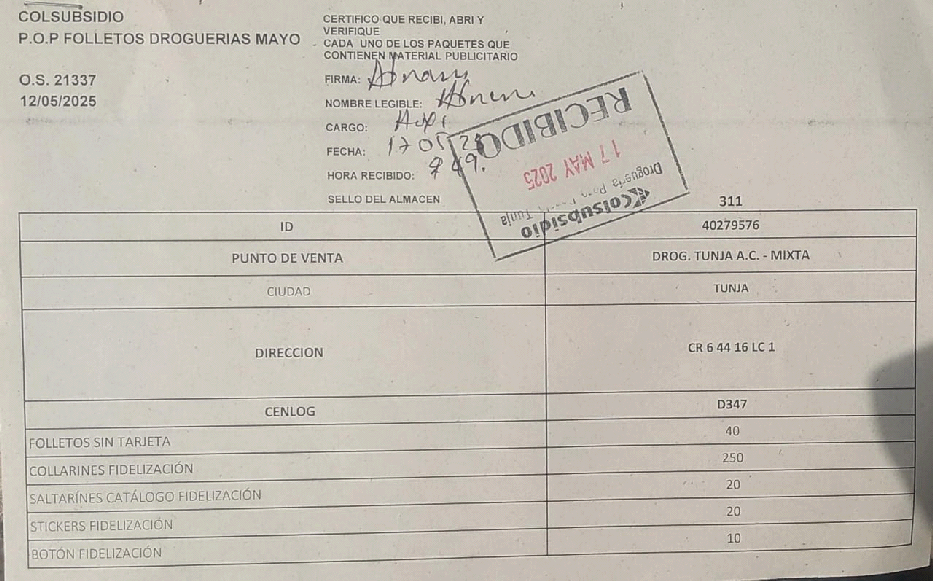 COLSUBSIDIO
P.O.P FOLLETOS DROGUERIAS MAYO
O.S. 21337
12/05/2025
CERTIFICO QUE RECIBI, ABRI Y
VERIFIQUE
CADA UNO DE LOS PAQUETES QUE
CONTIENEN MATERIAL PUBLICITARIO
FIRMA:
NOMBRE LEGIBLE:
CARGO:
FECHA: 17 05
HORA RECIBIDO:
SELLO DEL ALMACEN
RECIBIDO
17 MAY 2025
Colsubsidio
Tunja
311
ID 40279576
PUNTO DE VENTA DROG. TUNJA A.C. - MIXTA
CIUDAD TUNJA
DIRECCION CR 6 44 16 LC 1
CENLOG D347
FOLLETOS SIN TARJETA 40
COLLARINES FIDELIZACIÓN 250
SALTARINES CATÁLOGO FIDELIZACIÓN 20
STICKERS FIDELIZACIÓN 20
BOTÓN FIDELIZACIÓN 10